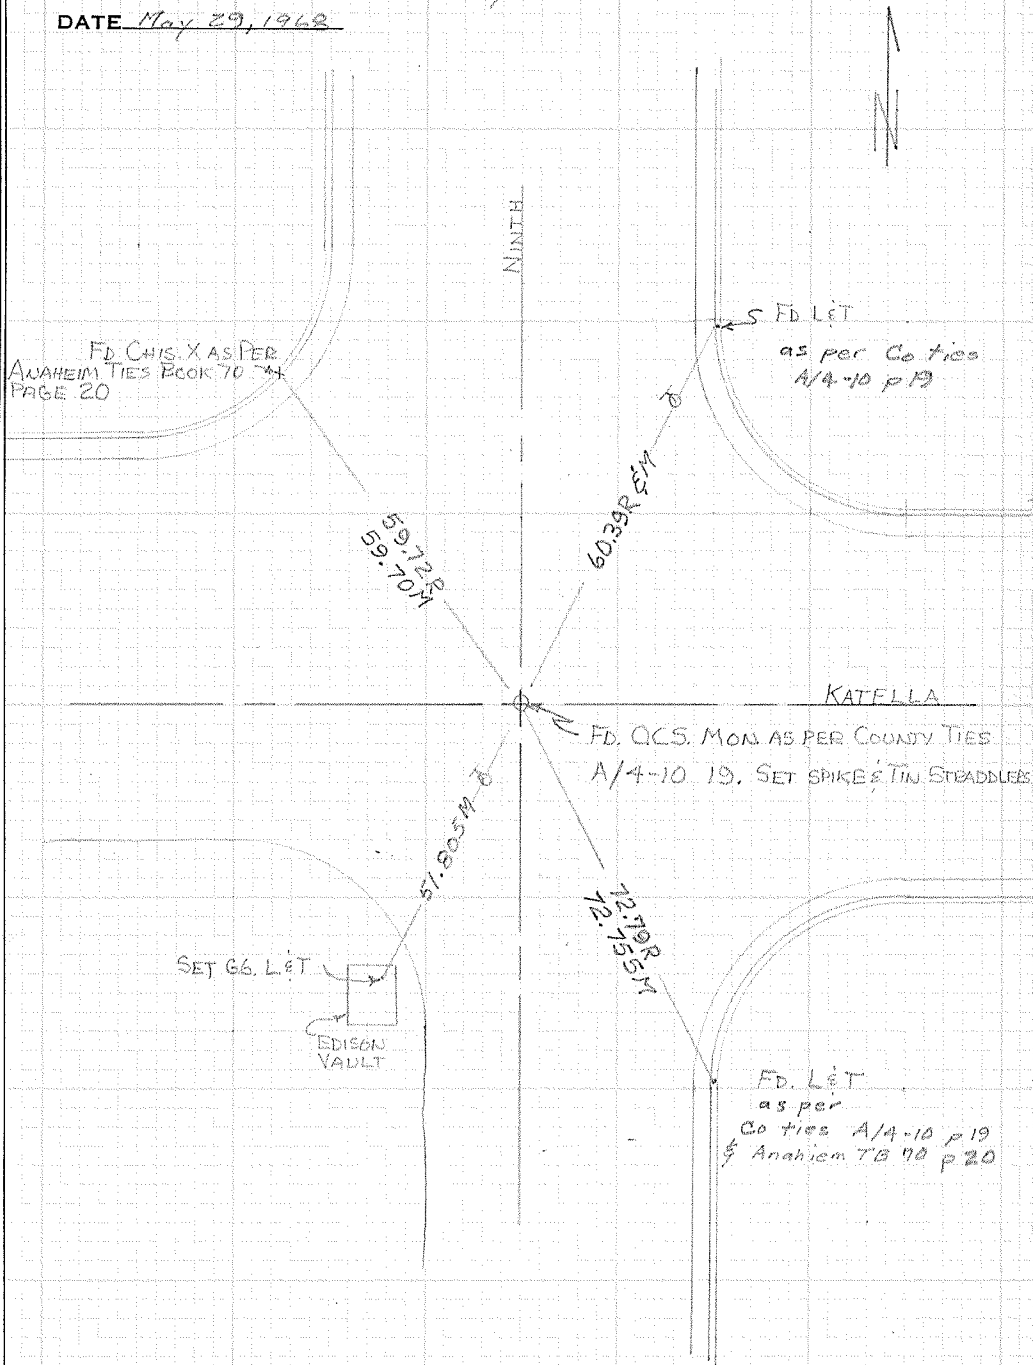 DATE May 29, 1968
N
NINTH
FD. CHIS. X AS PER
ANAHEIM TIES BOOK 70
PAGE 20
FD L&T
as per Co ties
A/4-10 p 19
59.72R
59.70M
60.39R & M
KATELLA
FD. OCS. MON. AS PER COUNTY TIES
A/4-10 19. SET SPIKE & TIN STRADDLERS
51.805M
72.79R
72.755M
SET GG. L&T
EDISON
VAULT
FD. L&T
as per
Co ties A/4-10 p 19
& Anahiem TB 70 p 20